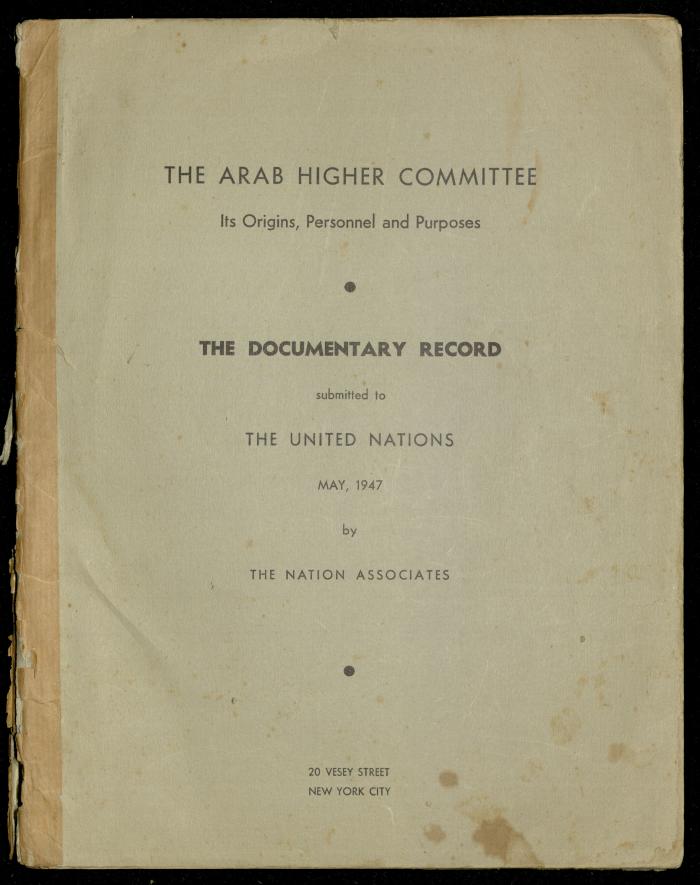 THE ARAB HIGHER COMMITTEE
Its Origins, Personnel and Purposes
THE DOCUMENTARY RECORD
submitted to
THE UNITED NATIONS
MAY, 1947
by
THE NATION ASSOCIATES
20 VESEY STREET
NEW YORK CITY